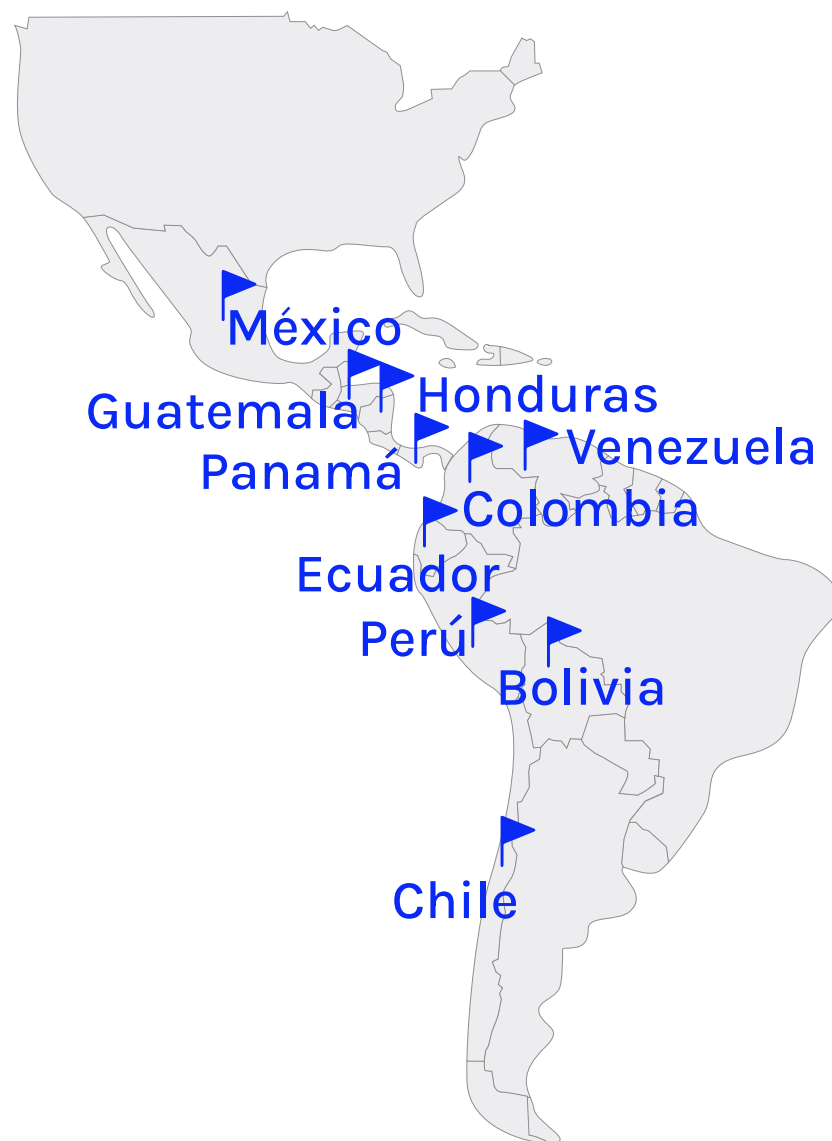 México
Honduras
Guatemala
Venezuela
Panamá
Colombia
Ecuador
Perú
Bolivia
Chile